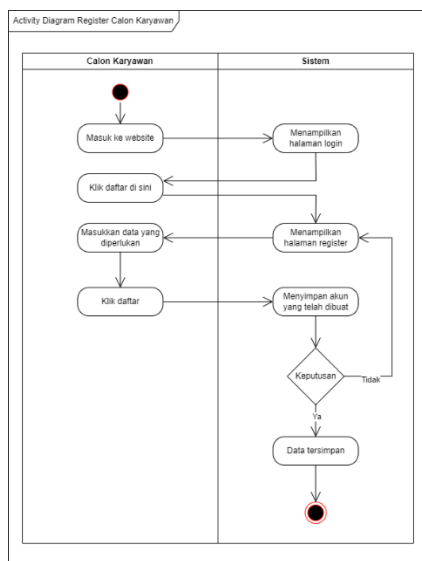 Activity Diagram Register Calon Karyawan
Calon Karyawan
Sistem
Masuk ke website
Menampilkan
halaman login
Klik daftar di sini
Masukkan data yang
diperlukan
Menampilkan
halaman register
Klik daftar
Menyimpan akun
yang telah dibuat
Keputusan
Tidak
Ya
Data tersimpan